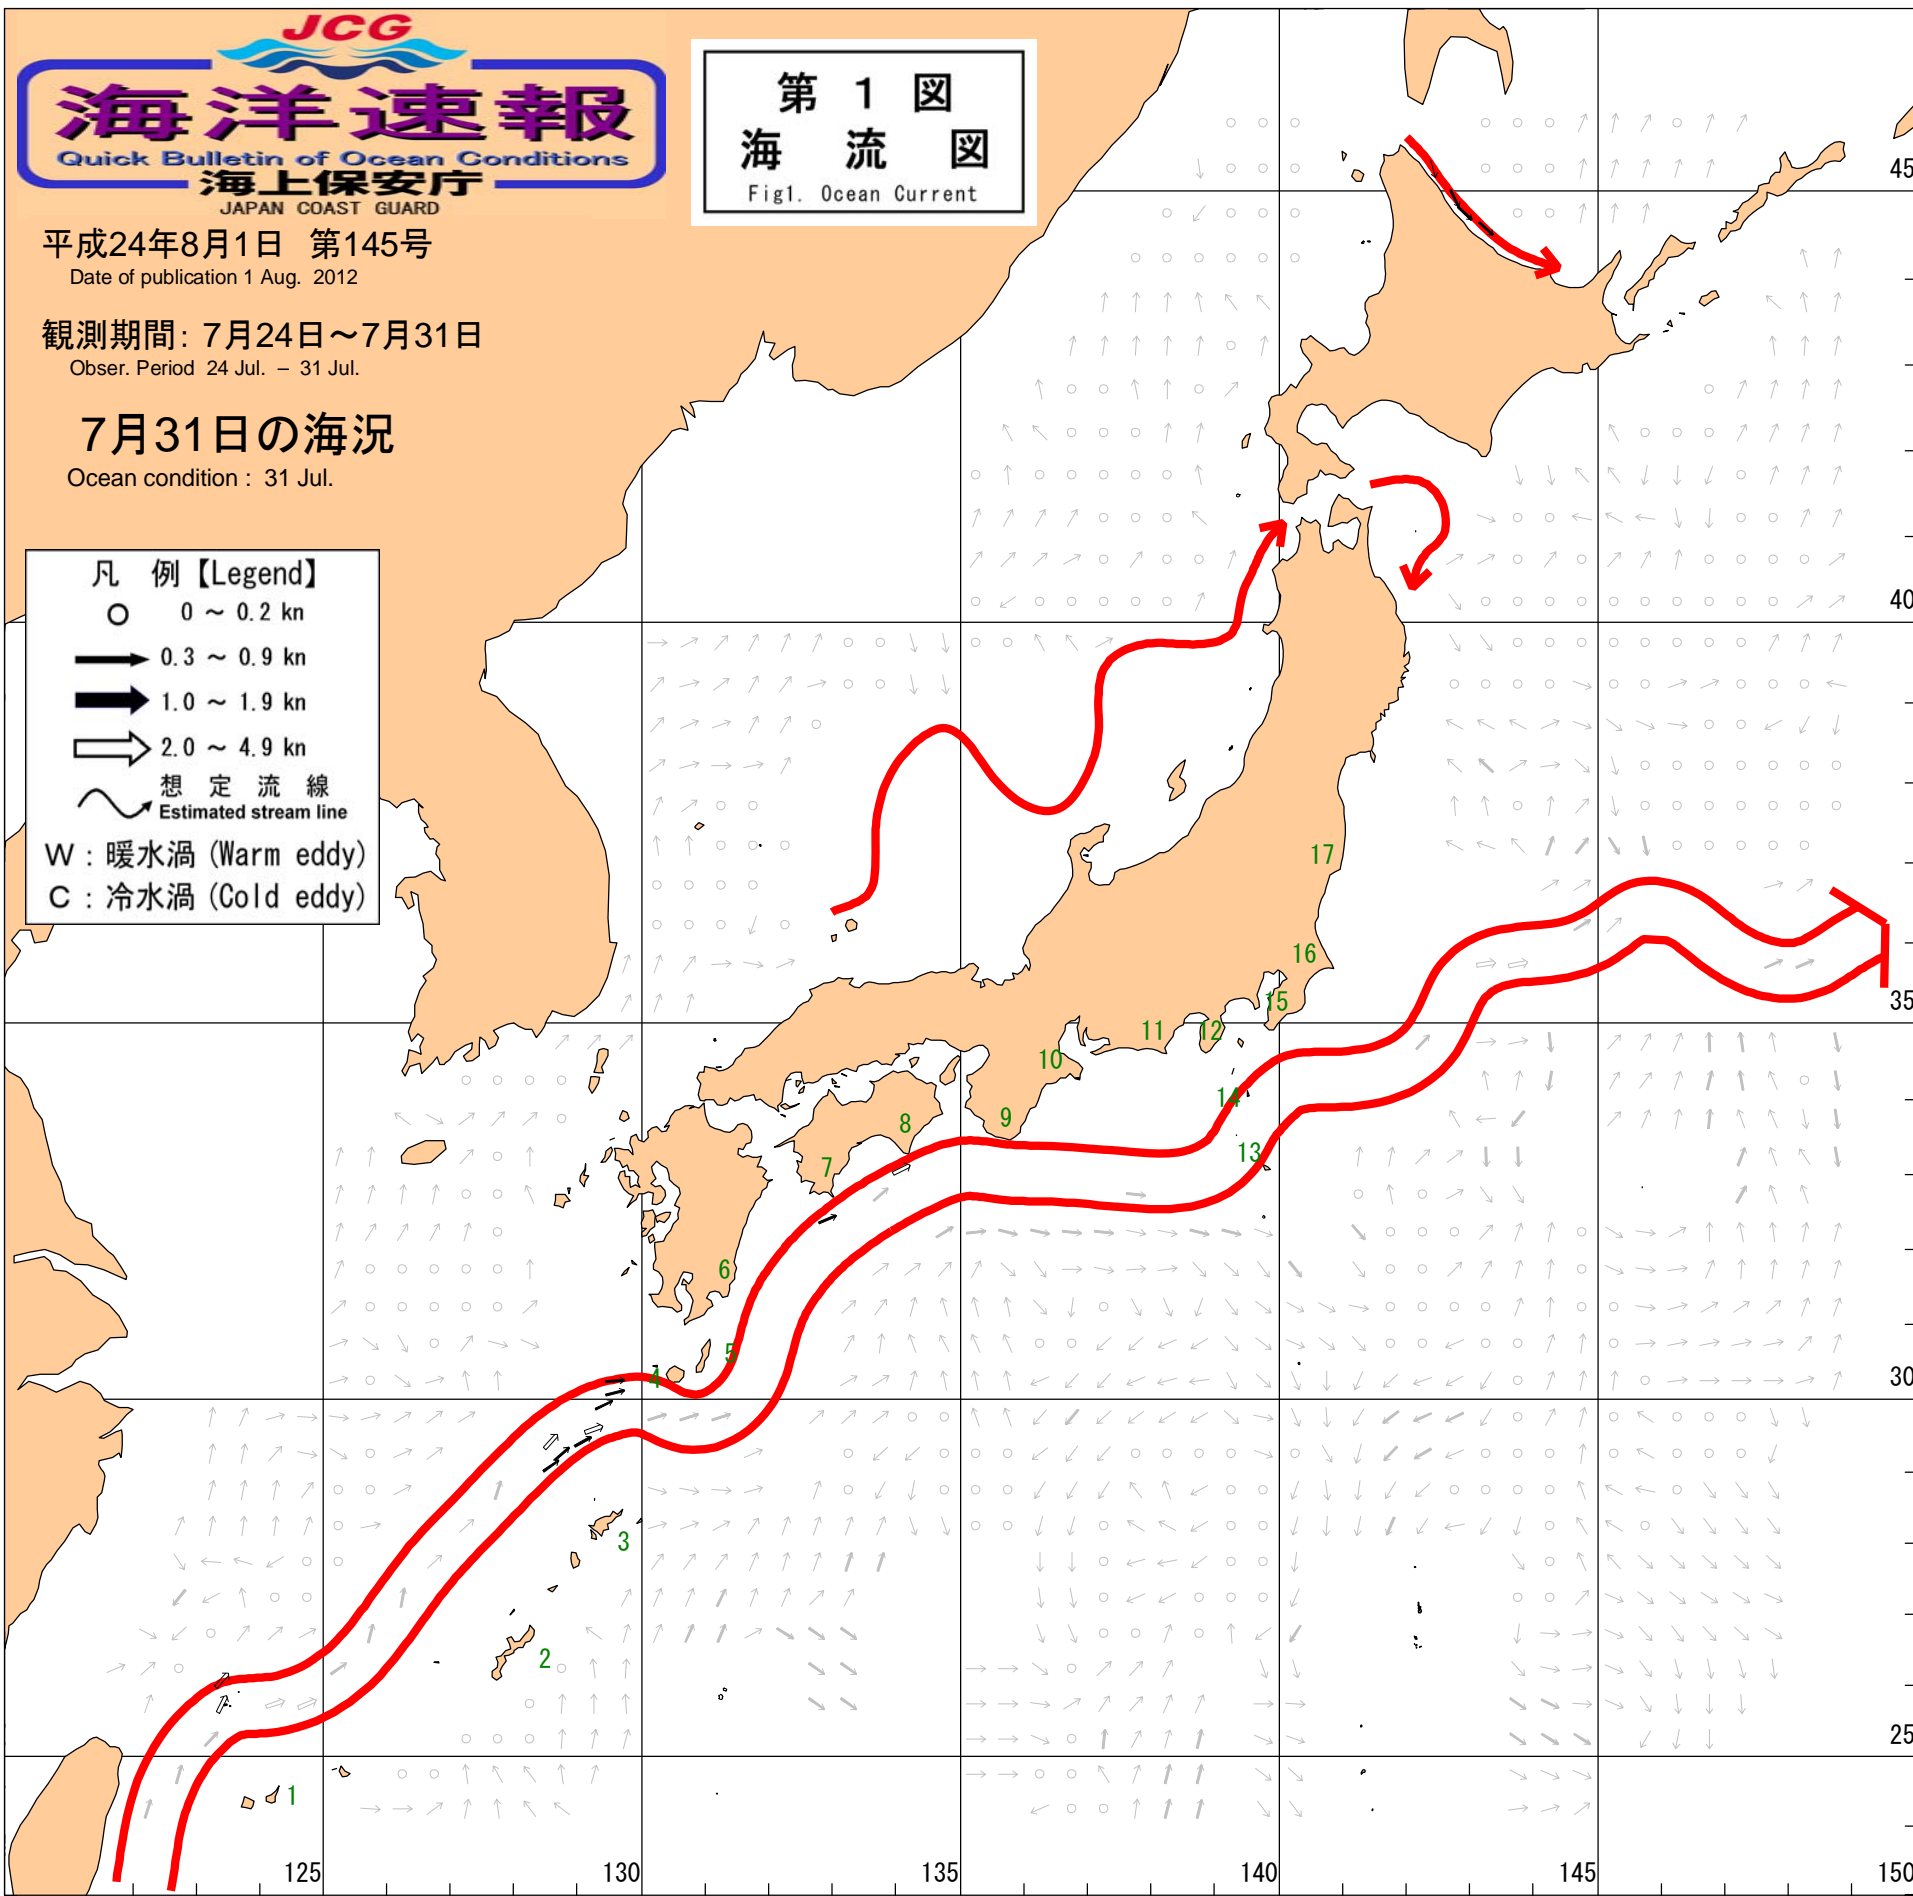 JCG
海洋速報
Quick Bulletin of Ocean Conditions
海上保安庁
JAPAN COAST GUARD
第 1 図
海 流 図
Fig1. Ocean Current
平成24年8月1日 第145号
Date of publication 1 Aug. 2012
観測期間: 7月24日~7月31日
Obser. Period 24 Jul. – 31 Jul.
7月31日の海況
Ocean condition : 31 Jul.
凡 例【Legend】
0 ~ 0.2 kn
0.3 ~ 0.9 kn
1.0 ~ 1.9 kn
2.0 ~ 4.9 kn
想 定 流 線
Estimated stream line
W : 暖水渦 (Warm eddy)
C : 冷水渦 (Cold eddy)
45
40
17
16
15
35
11
12
10
14
9
8
13
7
6
5
4
30
3
2
25
1
125
130
135
140
145
150